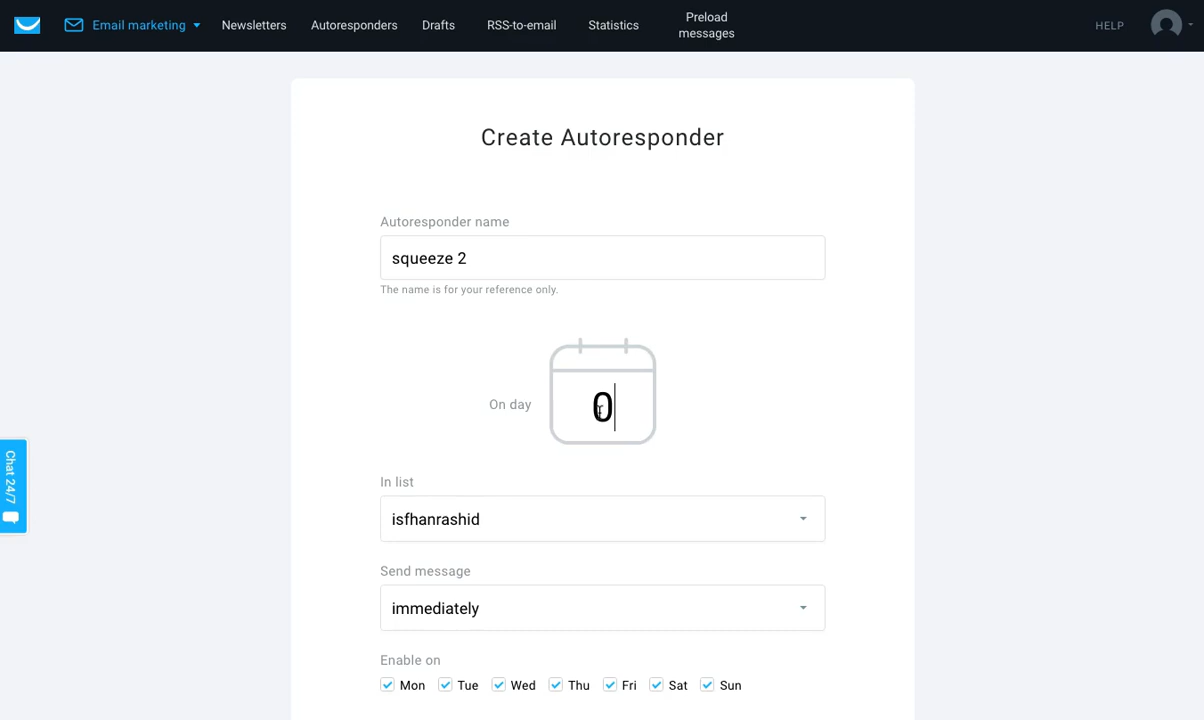 Email marketing Newsletters Autoresponders Drafts RSS-to-email Statistics Preload messages HELP
Create Autoresponder
Autoresponder name
squeeze 2
The name is for your reference only.
On day 0
In list
isfhanrashid
Chat 24/7
Send message
immediately
Enable on
Mon Tue Wed Thu Fri Sat Sun